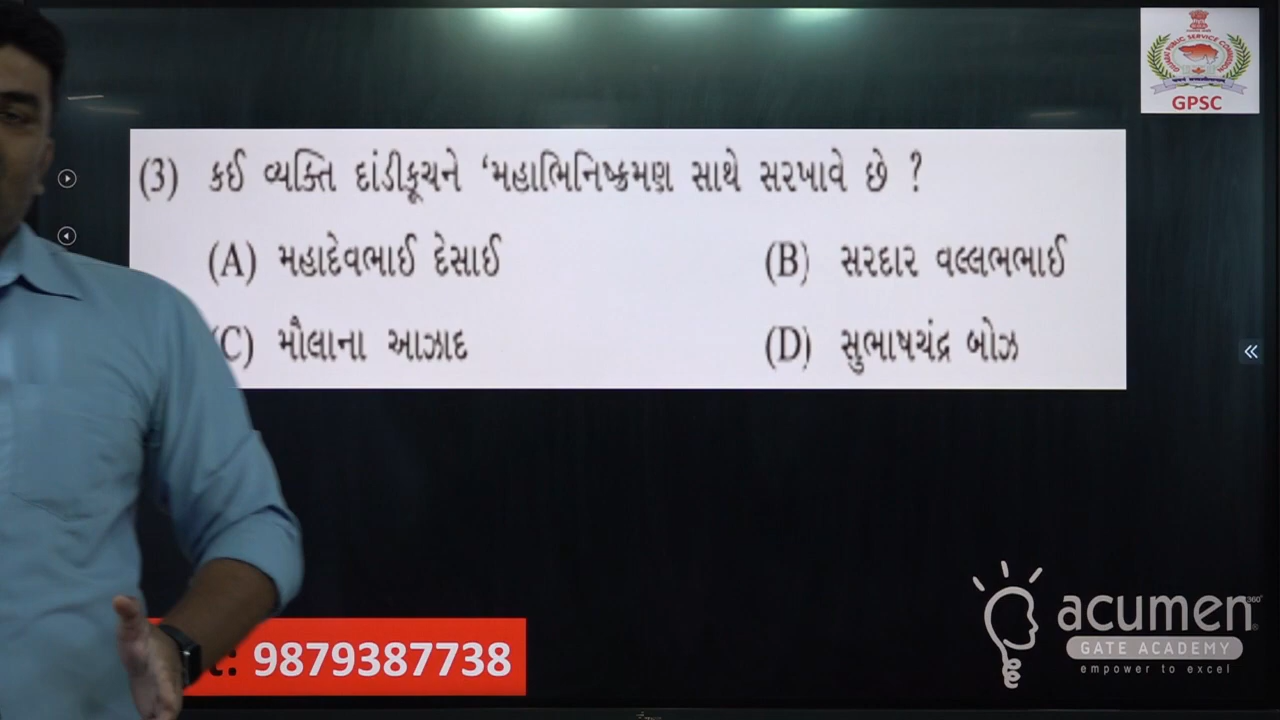 GPSC
(3) કઈ વ્યક્તિ દાંડીકૂચને ‘મહાભિનિષ્ક્રમણ સાથે સરખાવે છે ?
(A) મહાદેવભાઈ દેસાઈ (B) સરદાર વલ્લભભાઈ
C) મૌલાના આઝાદ (D) સુભાષચંદ્ર બોઝ
9879387738
acumen
GATE ACADEMY
empower to excel